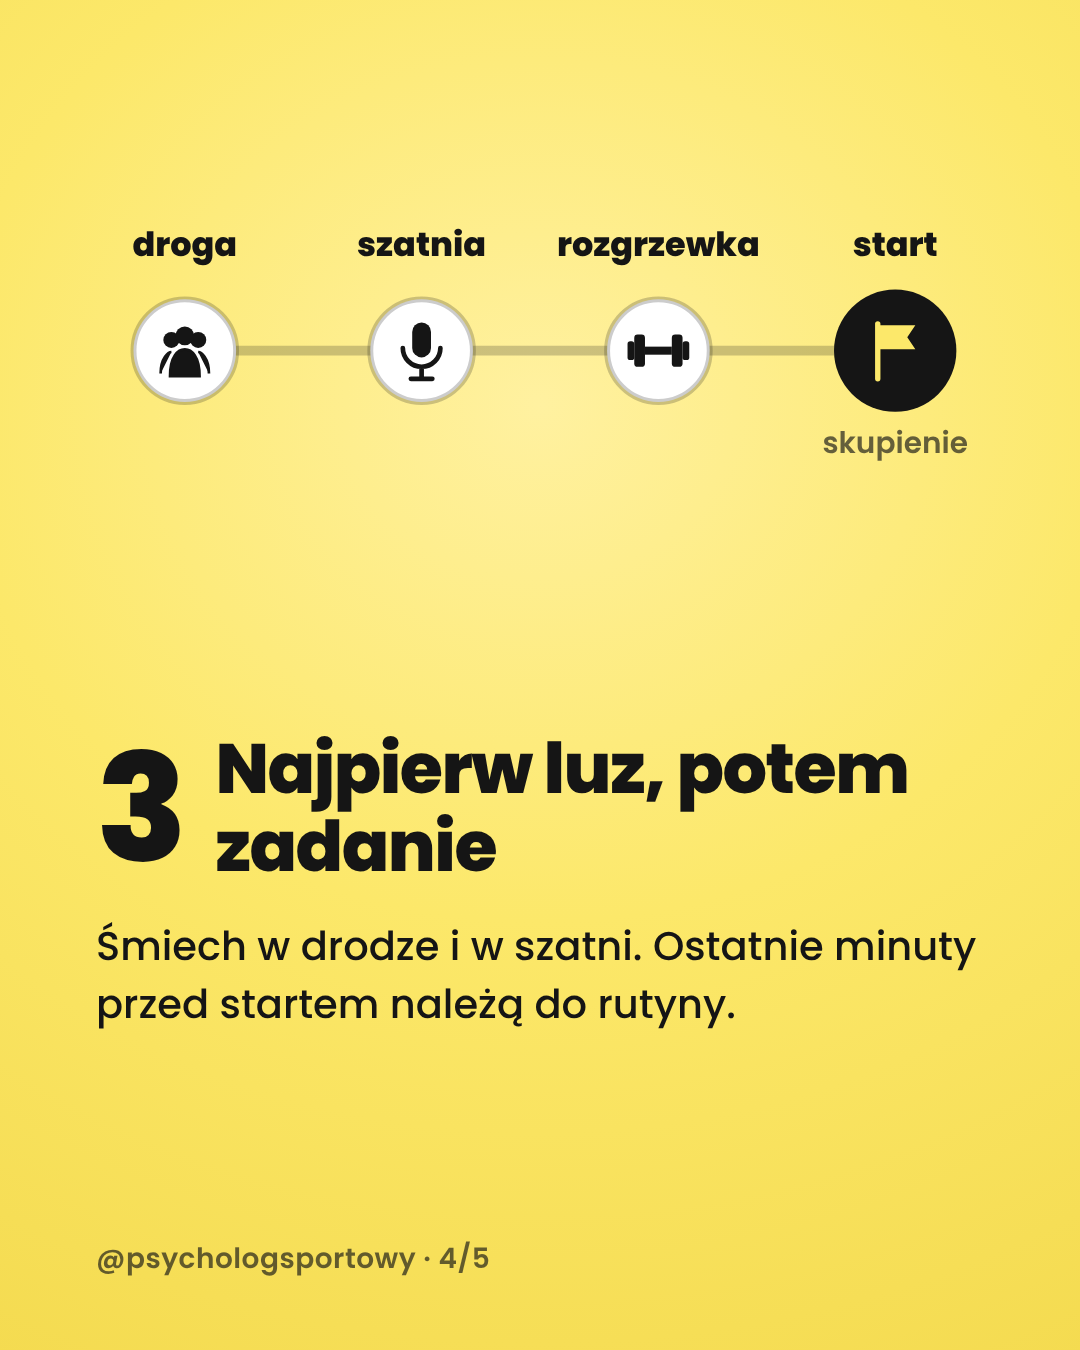 droga szatnia rozgrzewka start
skupienie
3 Najpierw luz, potem
zadanie
Śmiech w drodze i w szatni. Ostatnie minuty
przed startem należą do rutyny.
@psychologsportowy · 4/5